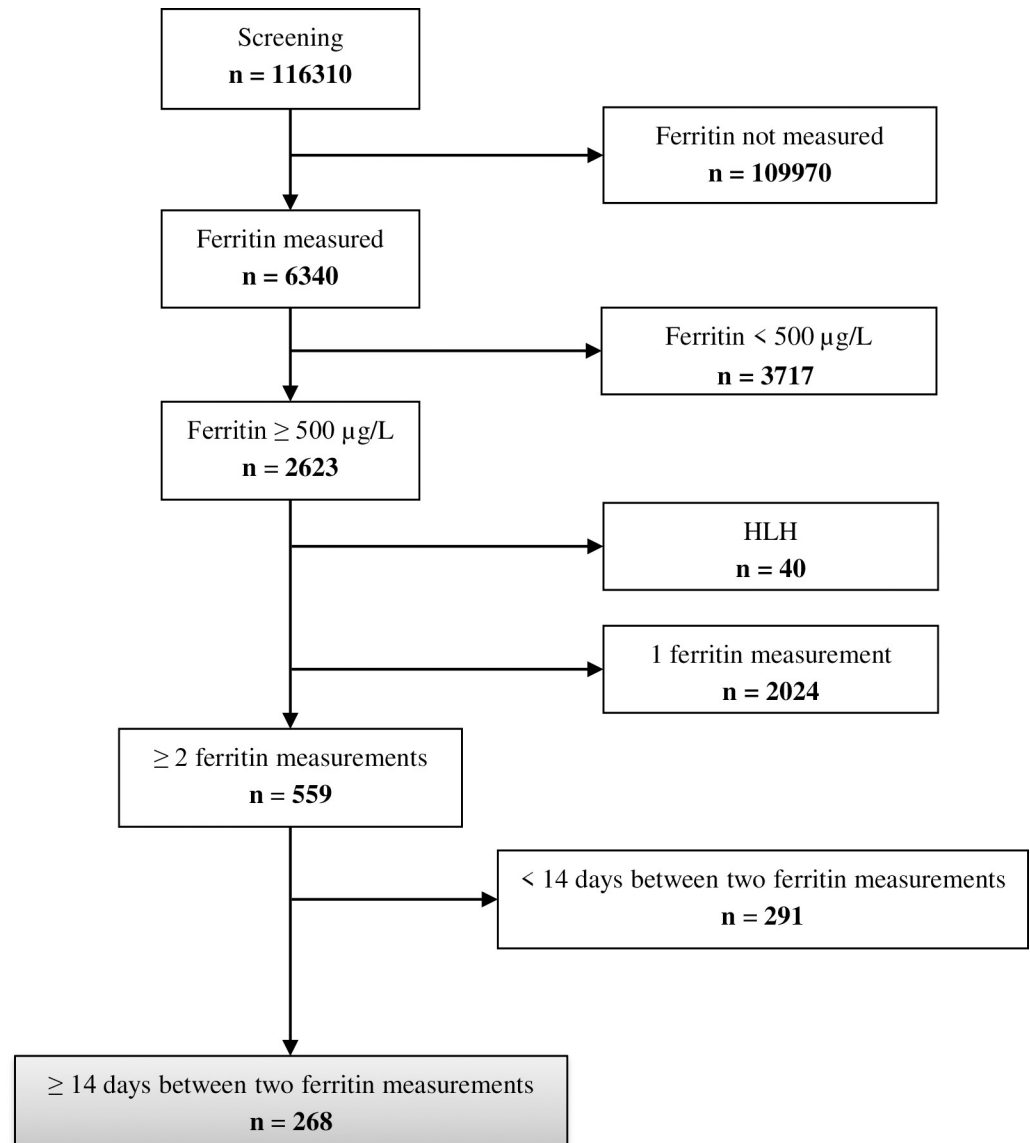 Screening
n = 116310
Ferritin not measured
n = 109970
Ferritin measured
n = 6340
Ferritin < 500 µg/L
n = 3717
Ferritin ≥ 500 µg/L
n = 2623
HLH
n = 40
1 ferritin measurement
n = 2024
≥ 2 ferritin measurements
n = 559
< 14 days between two ferritin measurements
n = 291
≥ 14 days between two ferritin measurements
n = 268